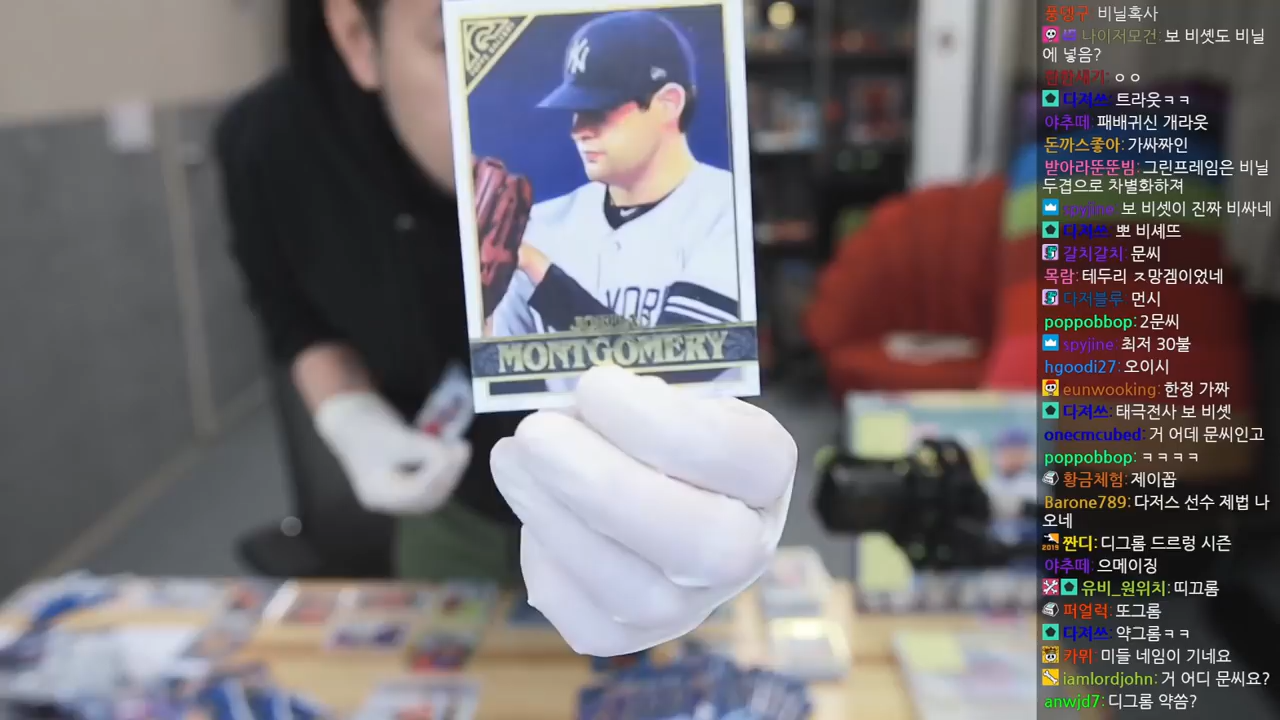 NY
YORK
MONTGOMERY
풍뎅구 비닐혹사
나이저모건: 보 비솃도 비닐
에 넣음?
ㅇㅇ
다저쓰: 트라웃ㅋㅋ
야추떼: 패배귀신 개라웃
돈까스좋아: 가싸짜인
받아라뚠뚠빔: 그린프레임은 비닐
두겹으로 차별화하져
spyjine: 보 비셋이 진짜 비싸네
다저쓰: 뽀 비셰뜨
갈치갈치: 문씨
목람: 테두리 ㅈ망겜이었네
다저블루: 먼시
poppobbop: 2문씨
spyjine: 최저 30불
hgoodi27: 오이시
eunwooking: 한정 가짜
다저쓰: 태극전사 보 비셋
onecmcubed: 거 어데 문씨인고
poppobbop: ㅋㅋㅋㅋ
황금체험: 제이꼽
Barone789: 다저스 선수 제법 나
오네
짠디: 디그롬 드르렁 시즌
야추떼: 으메이징
유비_원위치: 띠끄롬
퍼얼럭: 또그롬
다저쓰: 약그롬ㅋㅋ
카뮈: 미들 네임이 기네요
iamlordjohn: 거 어디 문씨요?
anwjd7: 디그롬 약씀?